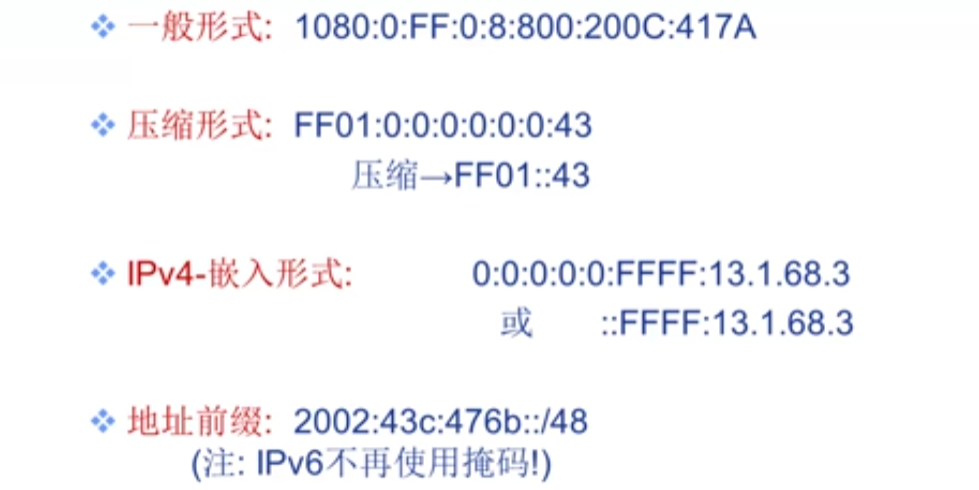 一般形式: 1080:0:FF:0:8:800:200C:417A
压缩形式: FF01:0:0:0:0:0:0:43
压缩→FF01::43
IPv4-嵌入形式: 0:0:0:0:0:FFFF:13.1.68.3
或 ::FFFF:13.1.68.3
地址前缀: 2002:43c:476b::/48
(注: IPv6不再使用掩码!)